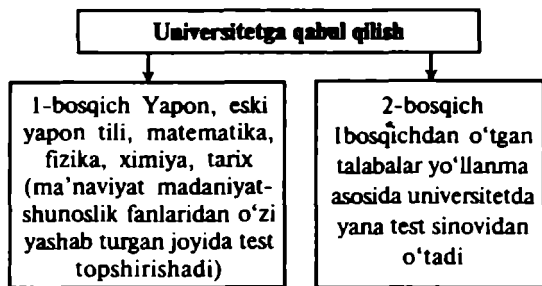 Universitetga qabul qilish
1-bosqich Yapon, eski
yapon tili, matematika,
fizika, ximiya, tarix
(ma'naviyat madaniyat-
shunoslik fanlaridan o‘zi
yashab turgan joyida test
topshirishadi)
2-bosqich
1bosqichdan o‘tgan
talabalar yo‘llanma
asosida universitetda
yana test sinovidan
o‘tadi